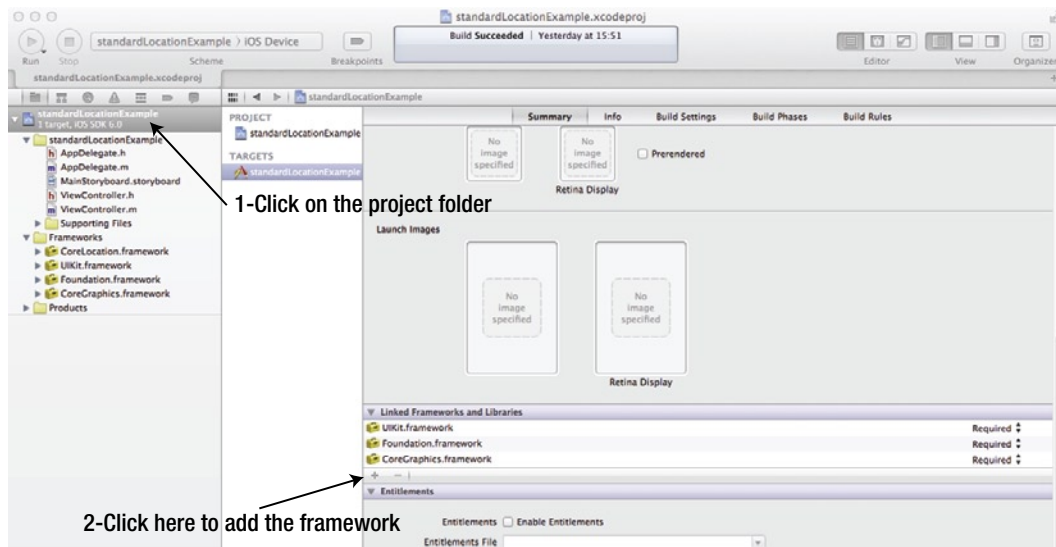 standardLocationExample.xcodeproj
standardLocationExample ⟩ iOS Device
Build Succeeded | Yesterday at 15:51
Run
Stop
Scheme
Breakpoints
Editor
View
Organizer
standardLocationExample.xcodeproj
standardLocationExample
standardLocationExample
1 target, iOS SDK 6.0
standardLocationExample
AppDelegate.h
AppDelegate.m
MainStoryboard.storyboard
ViewController.h
ViewController.m
Supporting Files
Frameworks
CoreLocation.framework
UIKit.framework
Foundation.framework
CoreGraphics.framework
Products
PROJECT
standardLocationExample
TARGETS
standardLocationExample
Summary
Info
Build Settings
Build Phases
Build Rules
No image specified
No image specified
Prerendered
Retina Display
1-Click on the project folder
Launch Images
No image specified
No image specified
Retina Display
Linked Frameworks and Libraries
UIKit.framework Required
Foundation.framework Required
CoreGraphics.framework Required
Entitlements
2-Click here to add the framework
Entitlements Enable Entitlements
Entitlements File